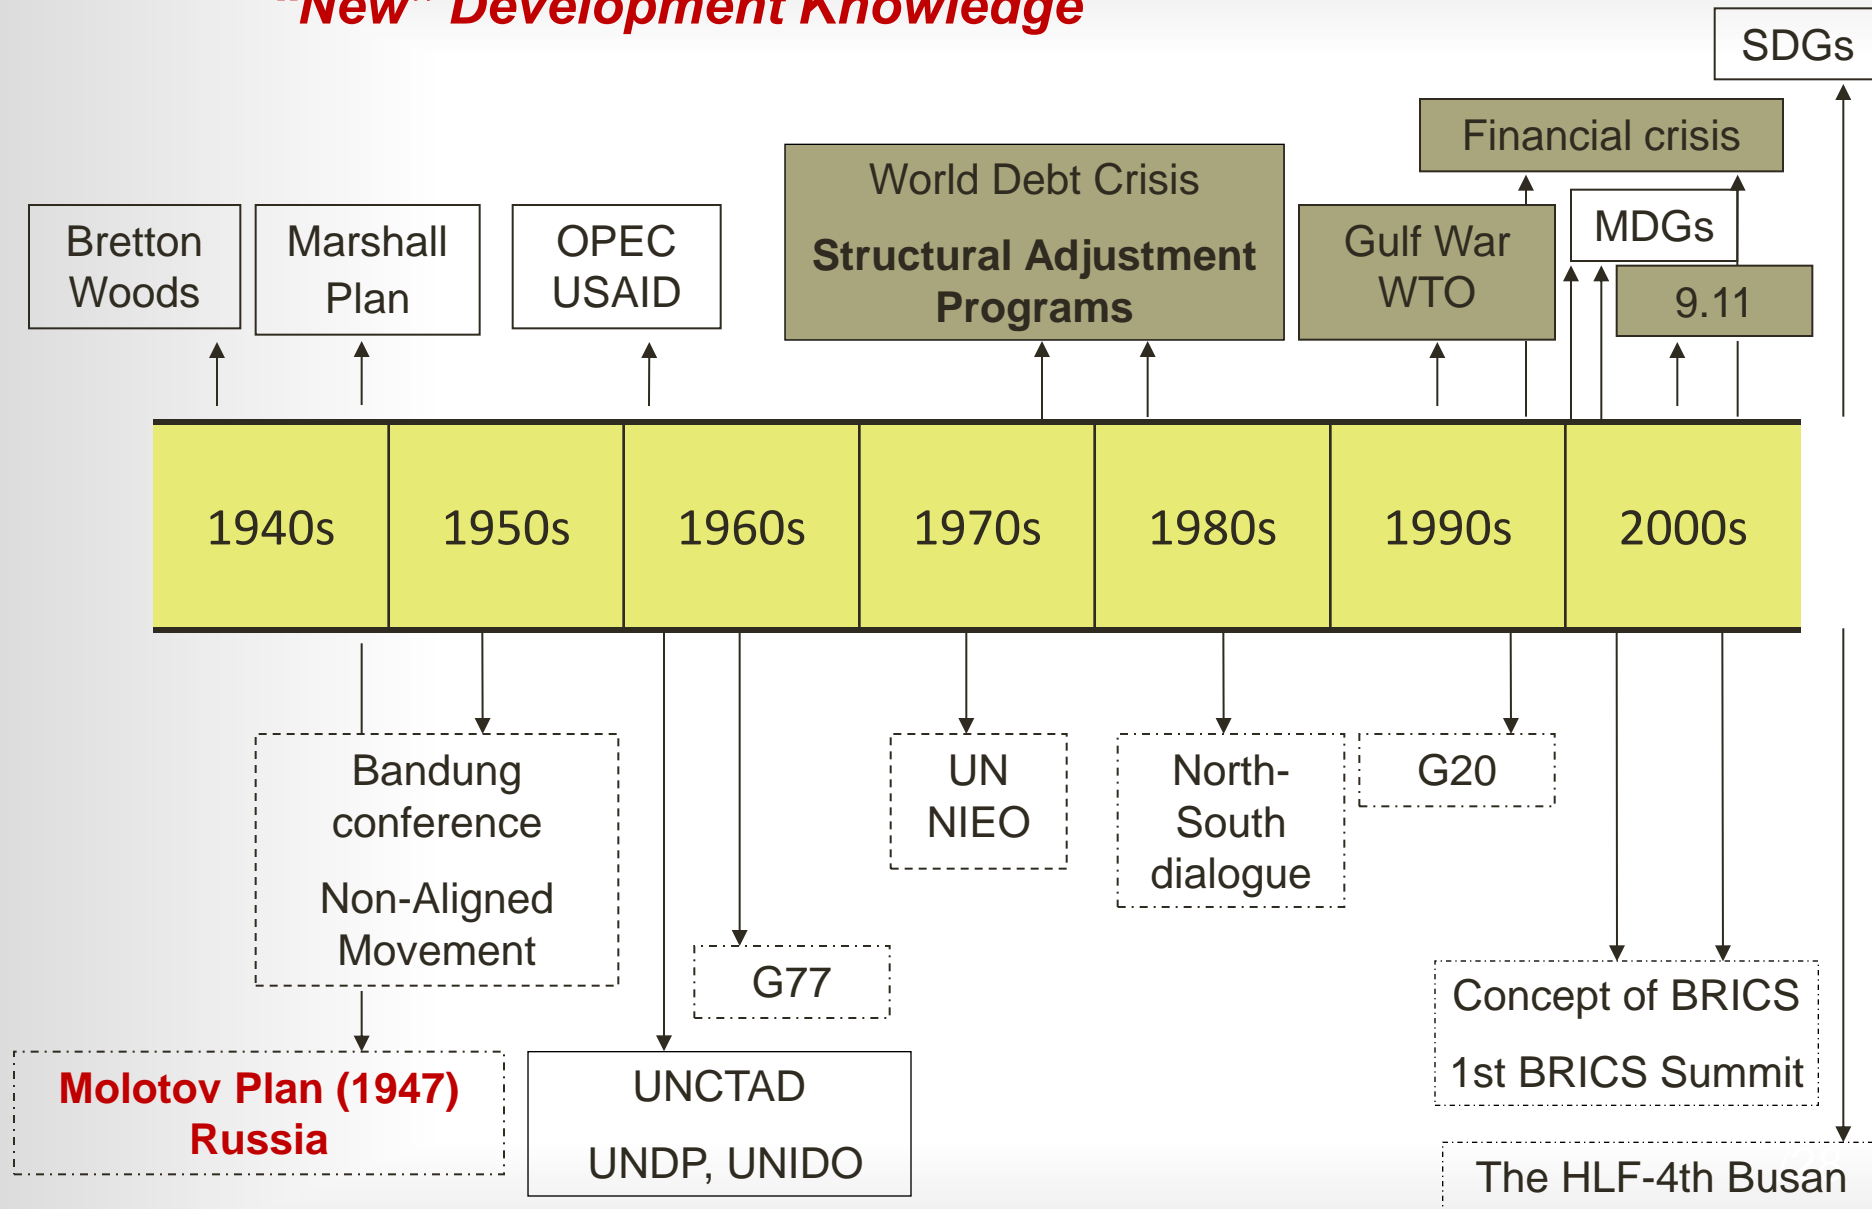 "New" Development Knowledge
SDGs
Financial crisis
World Debt Crisis
Structural Adjustment
Programs
Bretton
Woods
Marshall
Plan
OPEC
USAID
Gulf War
WTO
MDGs
9.11
1940s
1950s
1960s
1970s
1980s
1990s
2000s
Bandung
conference
Non-Aligned
Movement
UN
NIEO
North-
South
dialogue
G20
G77
Concept of BRICS
1st BRICS Summit
Molotov Plan (1947)
Russia
UNCTAD
UNDP, UNIDO
The HLF-4th Busan